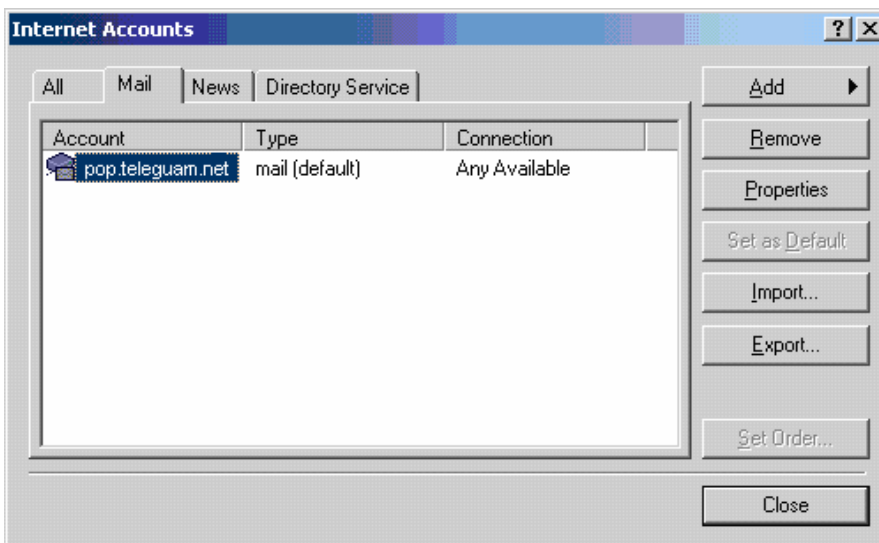 Internet Accounts
All Mail News Directory Service
Account Type Connection
pop.teleguam.net mail (default) Any Available
Add
Remove
Properties
Set as Default
Import...
Export...
Set Order...
Close